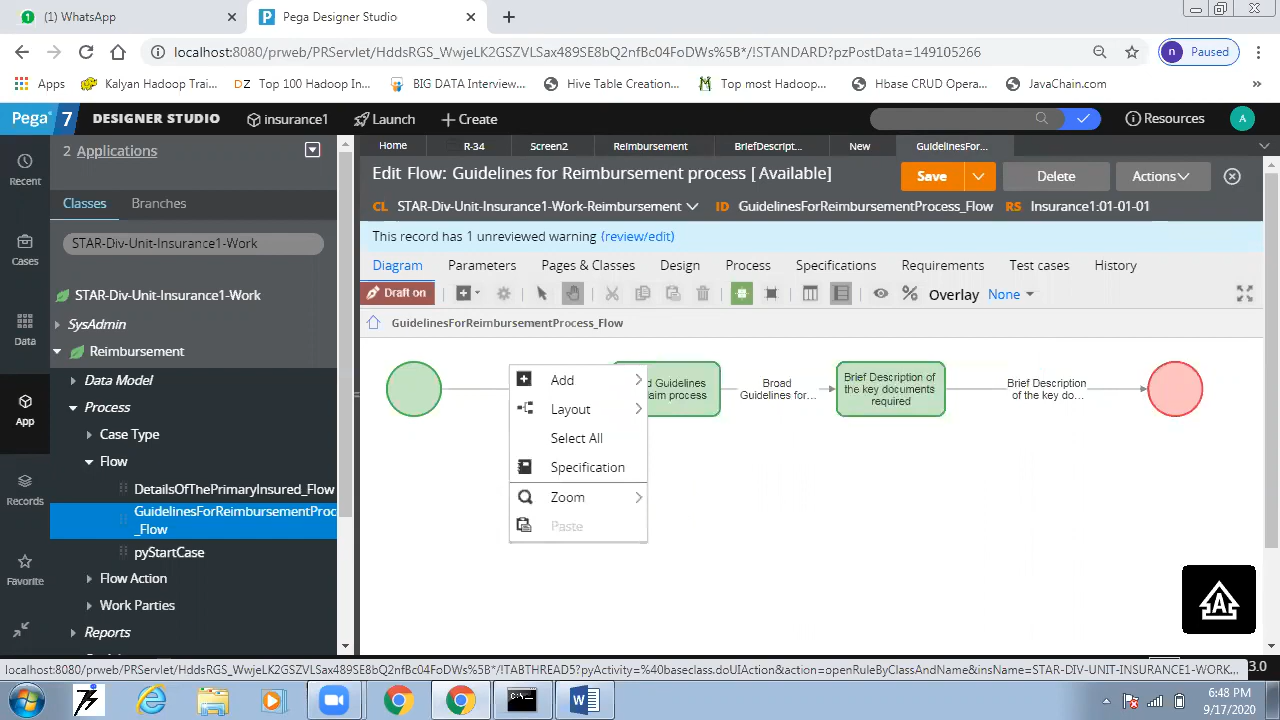 (1) WhatsApp
Pega Designer Studio
localhost:8080/prweb/PRServlet/HddsRGS_WwjeLK2GSZVLSax489SE8bQ2nfBc04FoDWs%5B*/!STANDARD?pzPostData=149105266
n Paused
Apps
Kalyan Hadoop Trai...
DZ Top 100 Hadoop In...
BIG DATA Interview...
Hive Table Creation...
Top most Hadoop...
Hbase CRUD Opera...
JavaChain.com
Pega 7 DESIGNER STUDIO
insurance1
Launch
Create
Resources
A
Recent
Cases
Data
App
Records
Favorite
2 Applications
Classes Branches
STAR-Div-Unit-Insurance1-Work
STAR-Div-Unit-Insurance1-Work
SysAdmin
Reimbursement
Data Model
Process
Case Type
Flow
DetailsOfThePrimaryInsured_Flow
GuidelinesForReimbursementProc
_Flow
pyStartCase
Flow Action
Work Parties
Reports
Home R-34 Screen2 Reimbursement BriefDescript... New GuidelinesFor...
Edit Flow: Guidelines for Reimbursement process [ Available]
Save Delete Actions
CL STAR-Div-Unit-Insurance1-Work-Reimbursement ID GuidelinesForReimbursementProcess_Flow RS Insurance1:01-01-01
This record has 1 unreviewed warning (review/edit)
Diagram Parameters Pages & Classes Design Process Specifications Requirements Test cases History
Draft on Overlay None
GuidelinesForReimbursementProcess_Flow
Guidelines
aim process
Broad
Guidelines for...
Brief Description of
the key documents
required
Brief Description
of the key do...
Add
Layout
Select All
Specification
Zoom
Paste
A
localhost:8080/prweb/PRServlet/HddsRGS_WwjeLK2GSZVLSax489SE8bQ2nfBc04FoDWs%5B*/!TABTHREAD5?pyActivity=%40baseclass.doUIAction&action=openRuleByClassAndName&insName=STAR-DIV-UNIT-INSURANCE1-WORK...
3.0
6:48 PM
9/17/2020